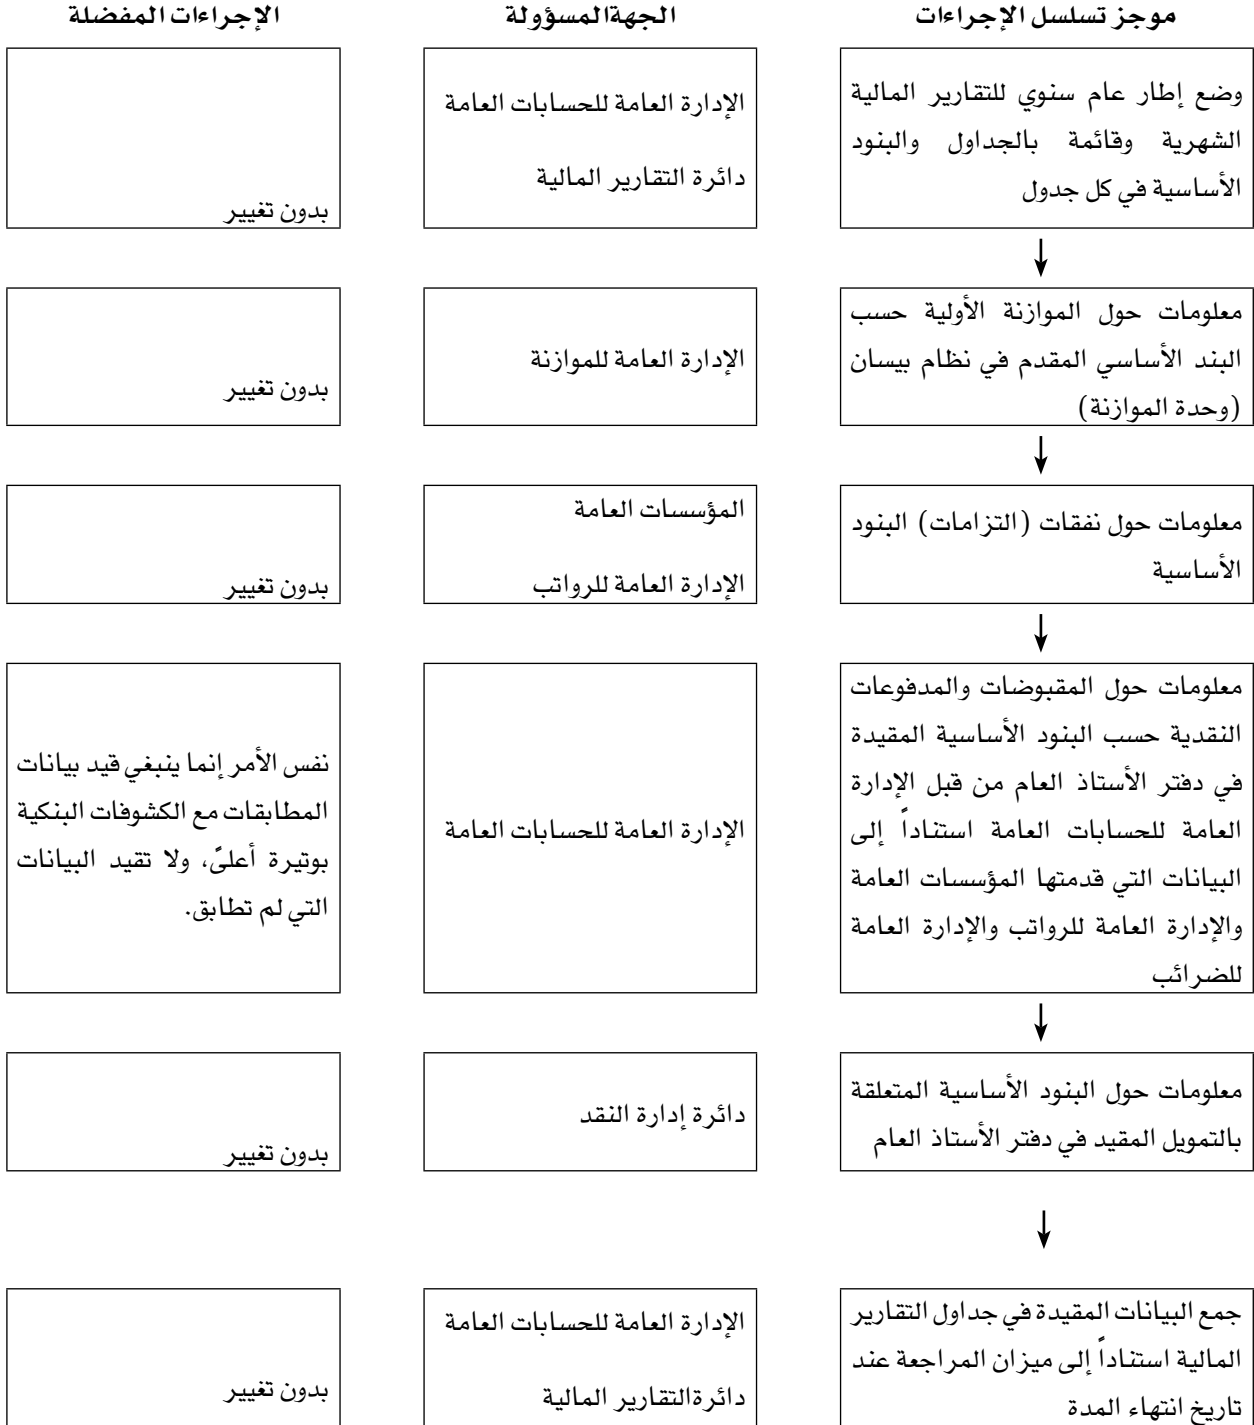 موجز تسلسل الإجراءات
الجهةالمسؤولة
الإجراءات المفضلة
وضع إطار عام سنوي للتقارير المالية
الشهرية وقائمة بالجداول والبنود
الأساسية في كل جدول
الإدارة العامة للحسابات العامة
دائرة التقارير المالية
بدون تغيير
معلومات حول الموازنة الأولية حسب
البند الأساسي المقدم في نظام بيسان
(وحدة الموازنة)
الإدارة العامة للموازنة
بدون تغيير
معلومات حول نفقات (التزامات) البنود
الأساسية
المؤسسات العامة
الإدارة العامة للرواتب
بدون تغيير
معلومات حول المقبوضات والمدفوعات
النقدية حسب البنود الأساسية المقيدة
في دفتر الأستاذ العام من قبل الإدارة
العامة للحسابات العامة استناداً إلى
البيانات التي قدمتها المؤسسات العامة
والإدارة العامة للرواتب والإدارة العامة
للضرائب
الإدارة العامة للحسابات العامة
نفس الأمر إنما ينبغي قيد بيانات
المطابقات مع الكشوفات البنكية
بوتيرة أعلىً، ولا تقيد البيانات
التي لم تطابق.
معلومات حول البنود الأساسية المتعلقة
بالتمويل المقيد في دفتر الأستاذ العام
دائرة إدارة النقد
بدون تغيير
جمع البيانات المقيدة في جداول التقارير
المالية استناداً إلى ميزان المراجعة عند
تاريخ انتهاء المدة
الإدارة العامة للحسابات العامة
دائرةالتقارير المالية
بدون تغيير